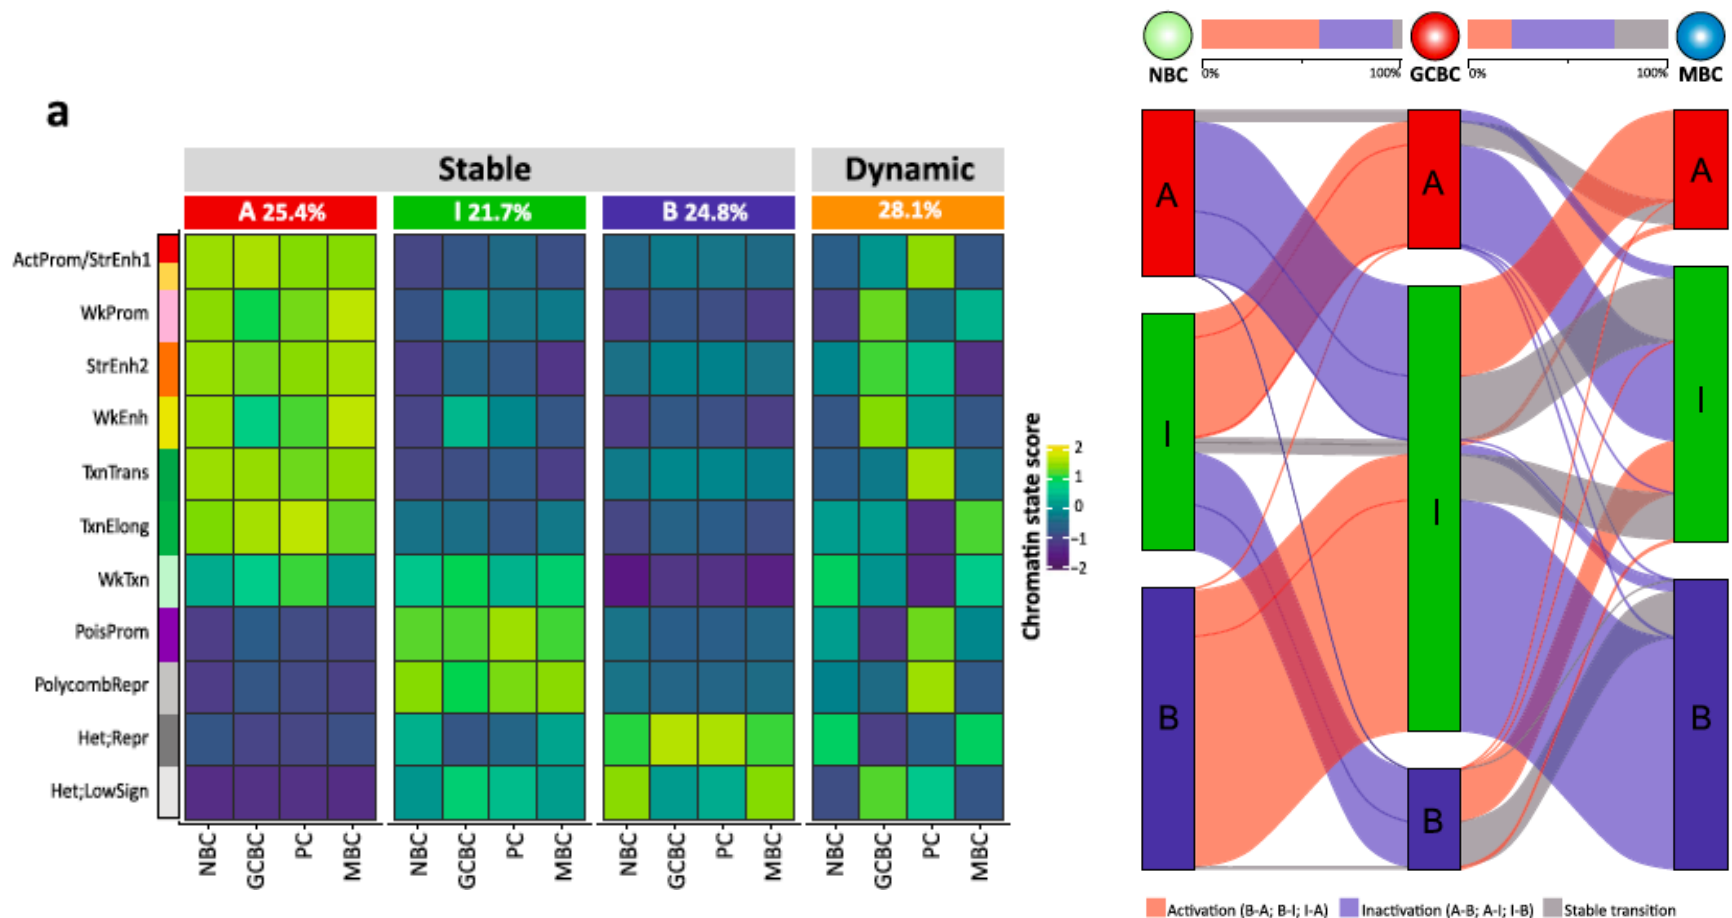 a
Stable
Dynamic
A 25.4%
I 21.7%
B 24.8%
28.1%
ActProm/StrEnh1
WkProm
StrEnh2
WkEnh
TxnTrans
TxnElong
WkTxn
PoisProm
PolycombRepr
Het;Repr
Het;LowSign
NBC GCBC PC MBC
NBC GCBC PC MBC
NBC GCBC PC MBC
NBC GCBC PC MBC
Chromatin state score
2
1
0
−1
−2
NBC
0%
100%
GCBC
0%
100%
MBC
A
I
B
A
I
B
A
I
B
Activation (B-A; B-I; I-A)
Inactivation (A-B; A-I; I-B)
Stable transition